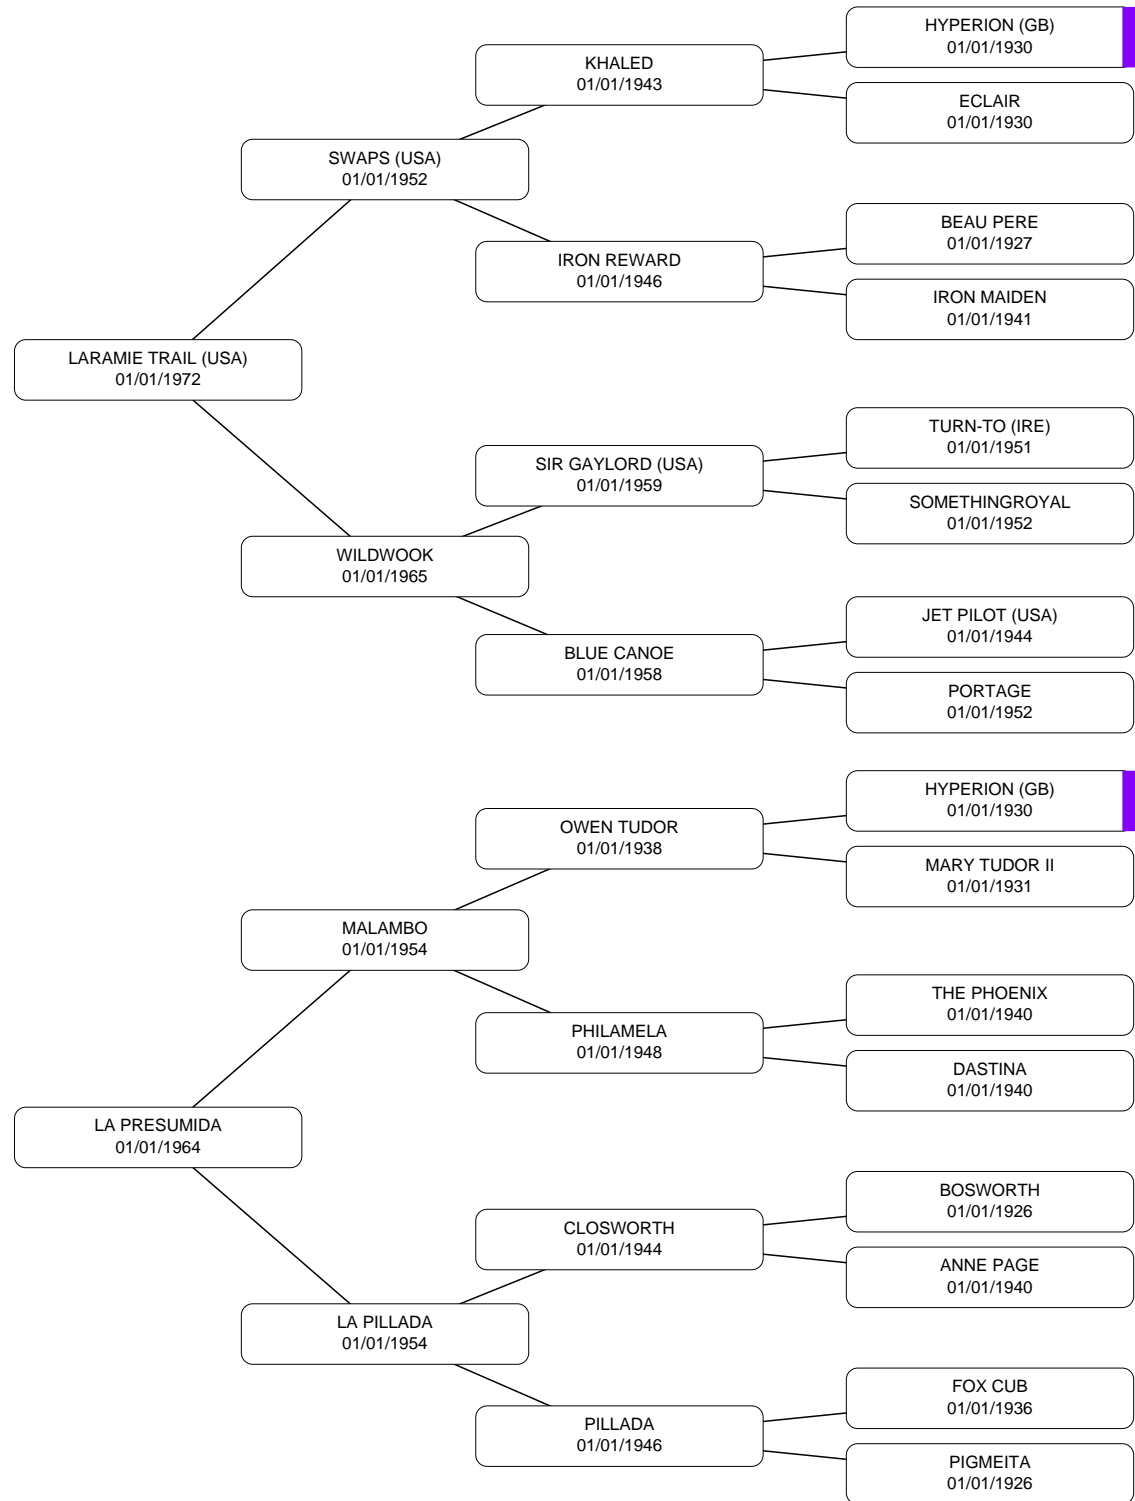 HYPERION (GB)
01/01/1930
KHALED
01/01/1943
ECLAIR
01/01/1930
SWAPS (USA)
01/01/1952
BEAU PERE
01/01/1927
IRON REWARD
01/01/1946
IRON MAIDEN
01/01/1941
LARAMIE TRAIL (USA)
01/01/1972
TURN-TO (IRE)
01/01/1951
SIR GAYLORD (USA)
01/01/1959
SOMETHINGROYAL
01/01/1952
WILDWOOK
01/01/1965
JET PILOT (USA)
01/01/1944
BLUE CANOE
01/01/1958
PORTAGE
01/01/1952
HYPERION (GB)
01/01/1930
OWEN TUDOR
01/01/1938
MARY TUDOR II
01/01/1931
MALAMBO
01/01/1954
THE PHOENIX
01/01/1940
PHILAMELA
01/01/1948
DASTINA
01/01/1940
LA PRESUMIDA
01/01/1964
BOSWORTH
01/01/1926
CLOSWORTH
01/01/1944
ANNE PAGE
01/01/1940
LA PILLADA
01/01/1954
FOX CUB
01/01/1936
PILLADA
01/01/1946
PIGMEITA
01/01/1926